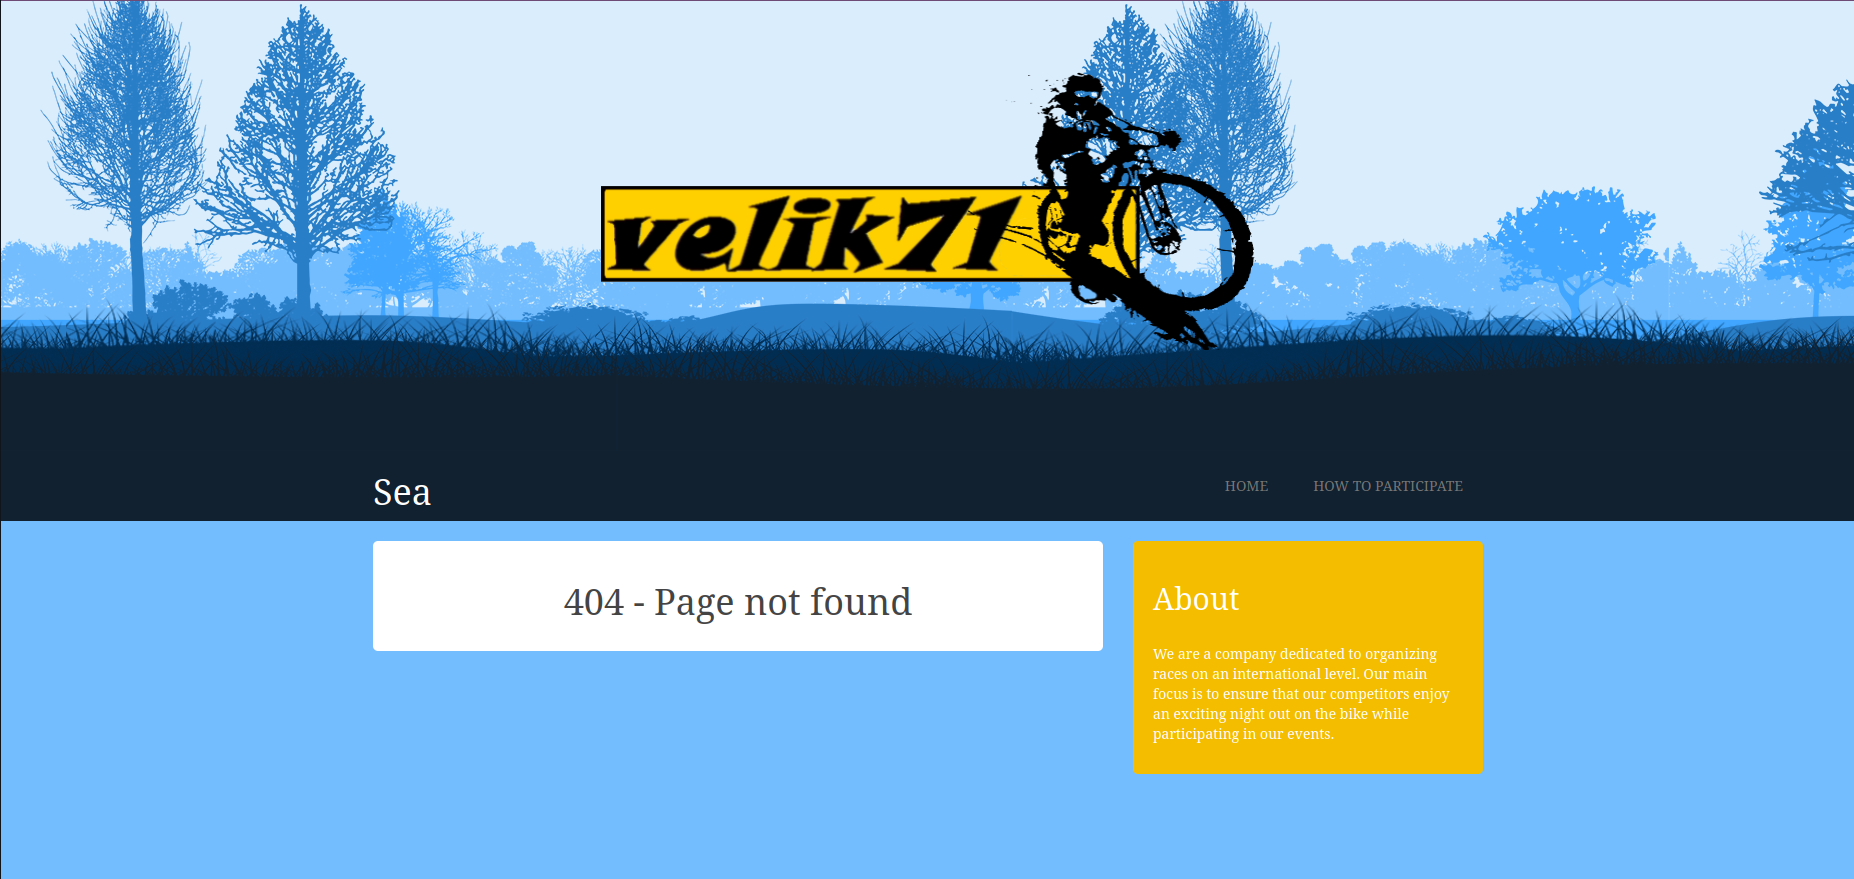 velik71
Sea
HOME
HOW TO PARTICIPATE
404 - Page not found
About
We are a company dedicated to organizing
races on an international level. Our main
focus is to ensure that our competitors enjoy
an exciting night out on the bike while
participating in our events.